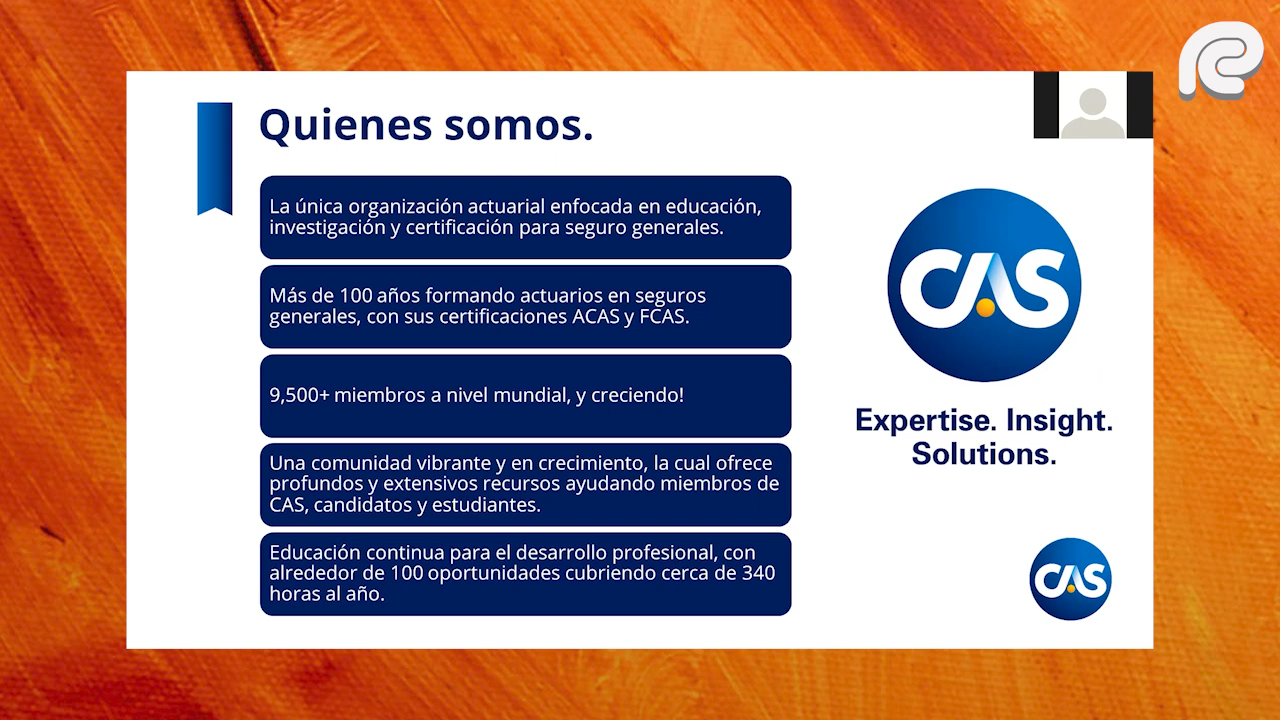 Quienes somos.
La única organización actuarial enfocada en educación,
investigación y certificación para seguro generales.
Más de 100 años formando actuarios en seguros
generales, con sus certificaciones ACAS y FCAS.
9,500+ miembros a nivel mundial, y creciendo!
Una comunidad vibrante y en crecimiento, la cual ofrece
profundos y extensivos recursos ayudando miembros de
CAS, candidatos y estudiantes.
Educación continua para el desarrollo profesional, con
alrededor de 100 oportunidades cubriendo cerca de 340
horas al año.
CAS
Expertise. Insight.
Solutions.
CAS